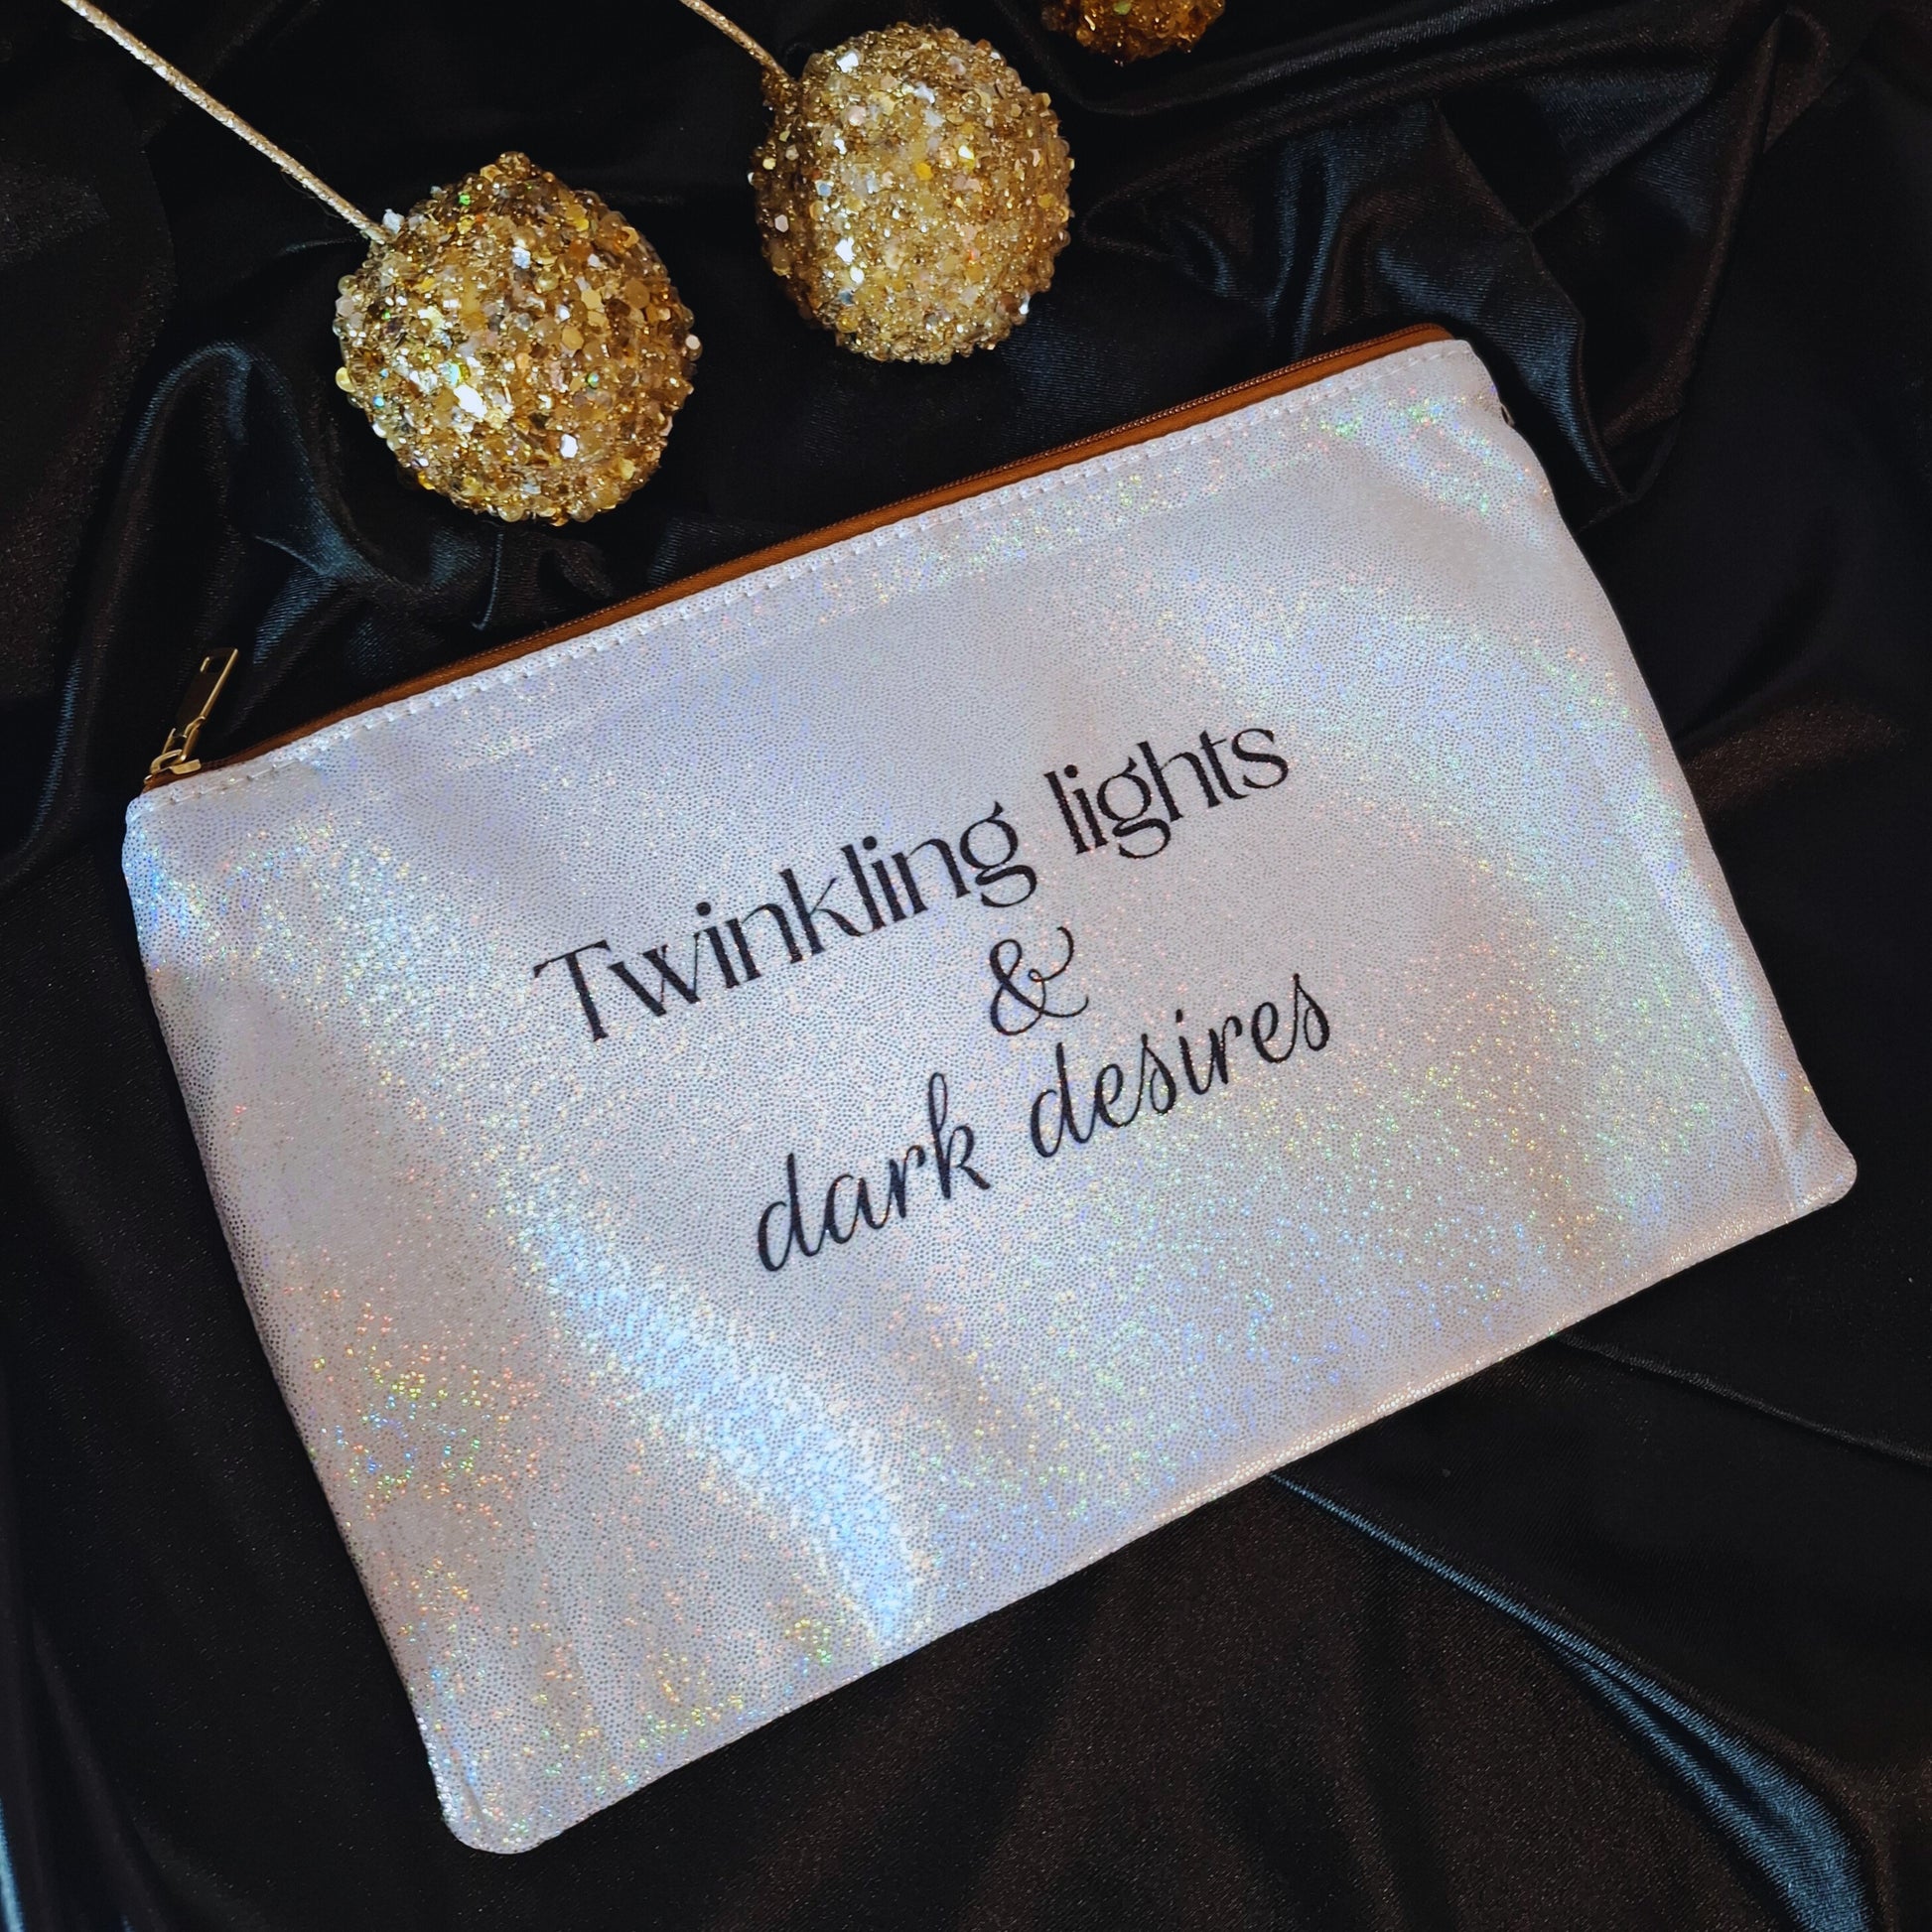 Twinkling lights
&
dark desires